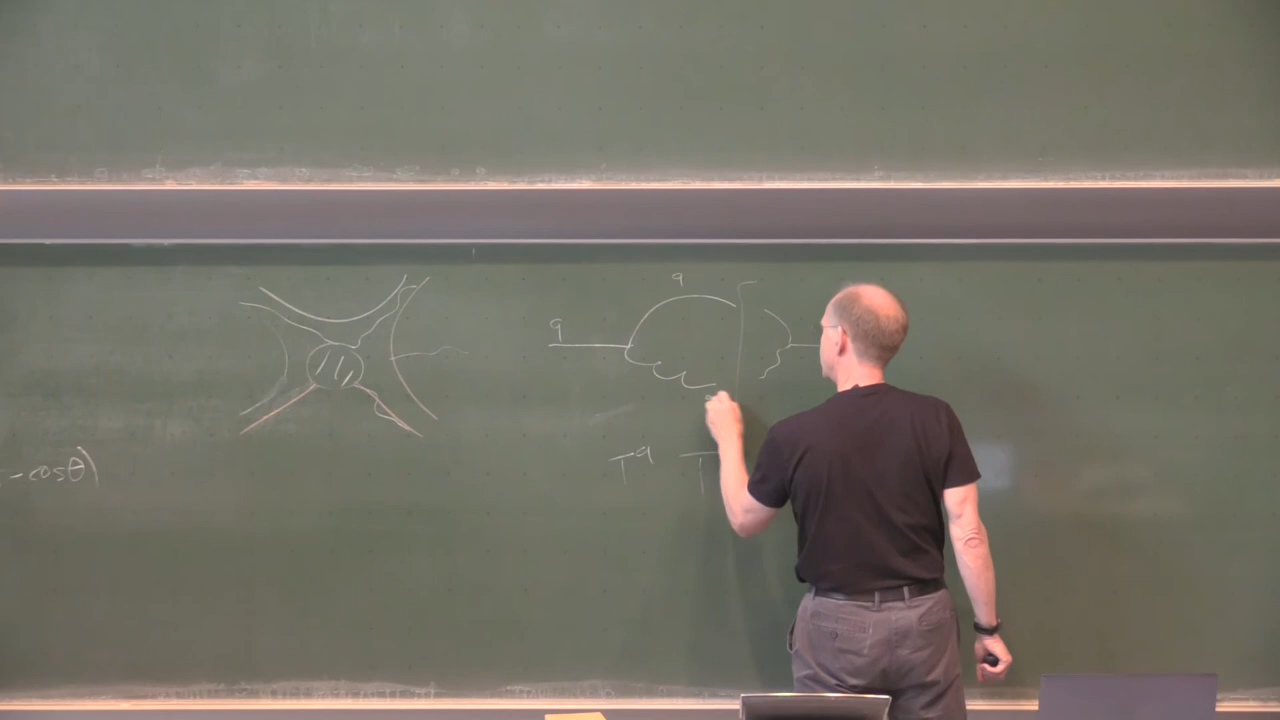 q
q
T^a T
-cosθ)